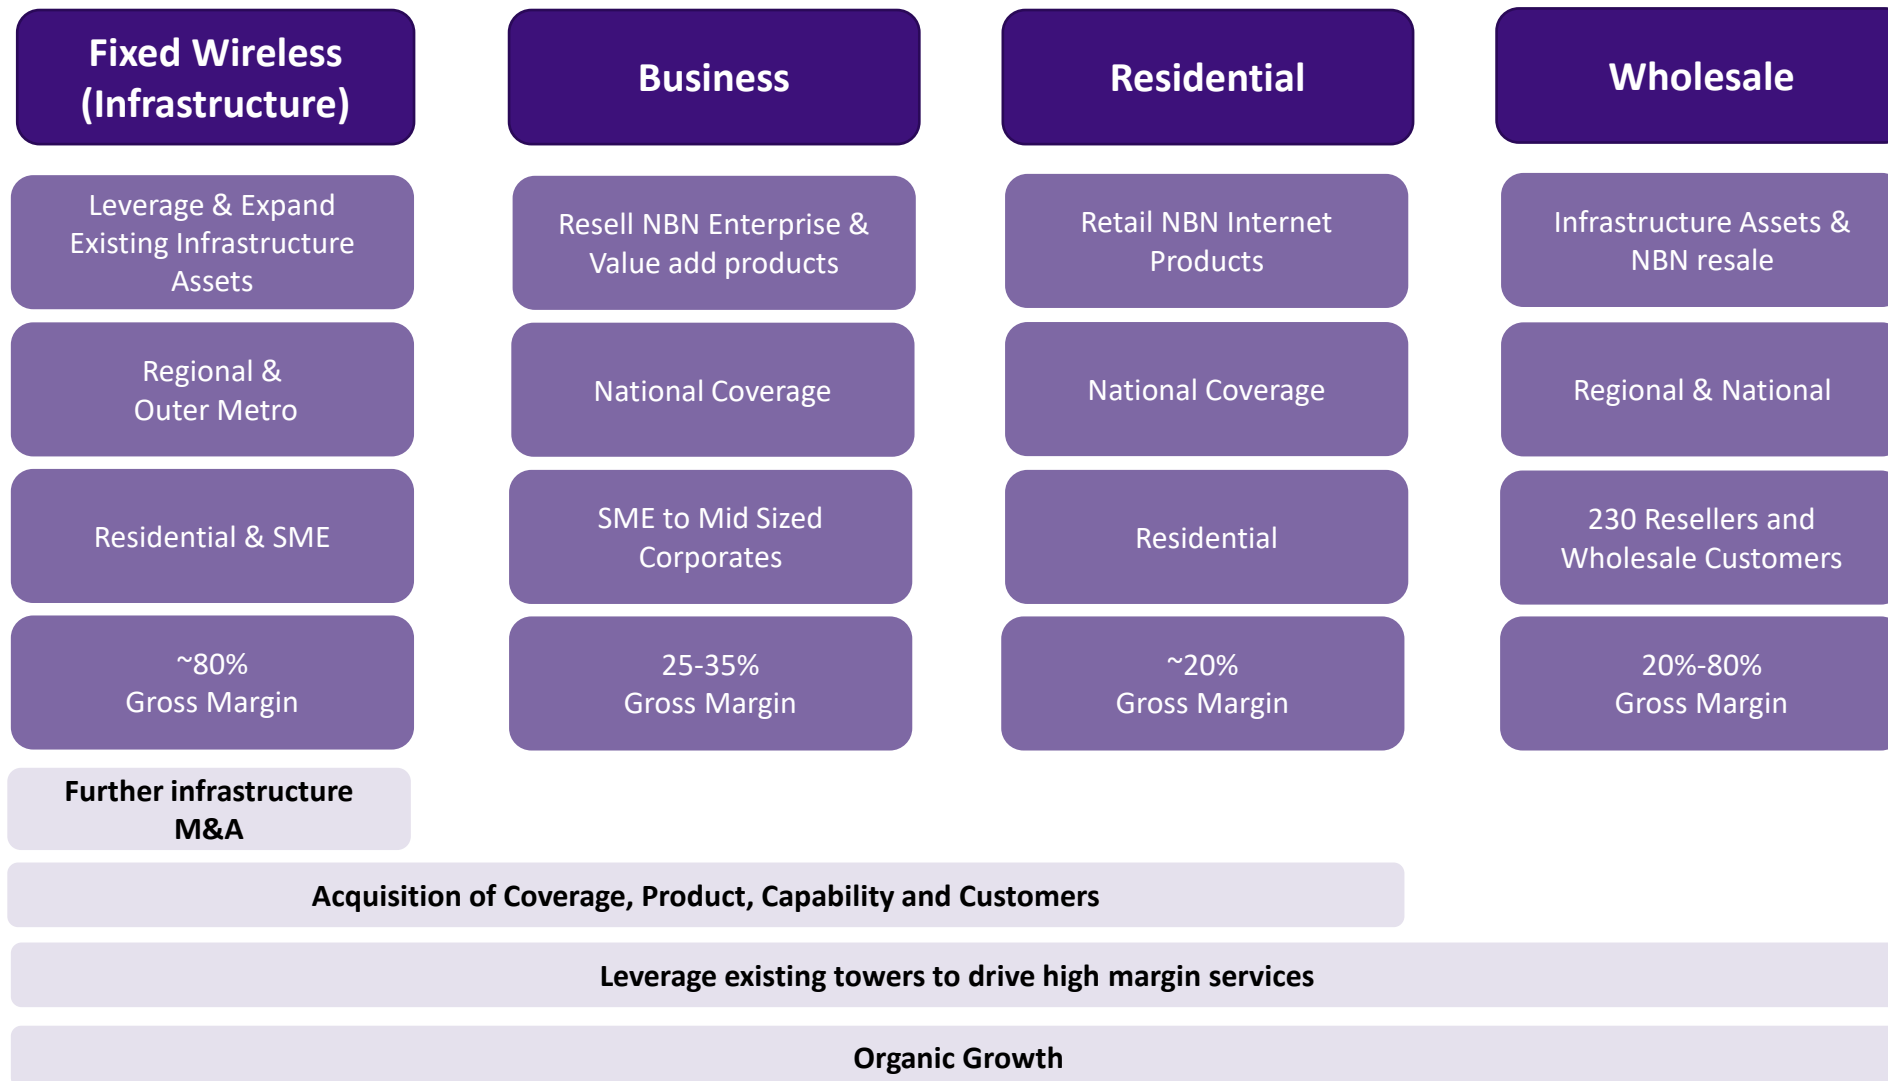 Fixed Wireless
(Infrastructure)
Business
Residential
Wholesale
Leverage & Expand
Existing Infrastructure
Assets
Resell NBN Enterprise &
Value add products
Retail NBN Internet
Products
Infrastructure Assets &
NBN resale
Regional &
Outer Metro
National Coverage
National Coverage
Regional & National
Residential & SME
SME to Mid Sized
Corporates
Residential
230 Resellers and
Wholesale Customers
~80%
Gross Margin
25-35%
Gross Margin
~20%
Gross Margin
20%-80%
Gross Margin
Further infrastructure
M&A
Acquisition of Coverage, Product, Capability and Customers
Leverage existing towers to drive high margin services
Organic Growth